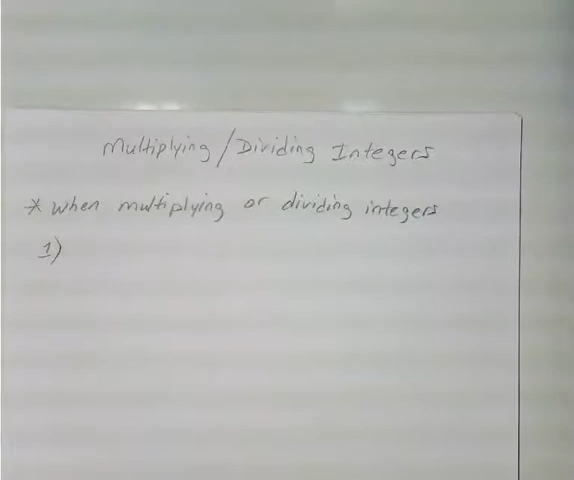 Multiplying/Dividing Integers
* when multiplying or dividing integers
1)